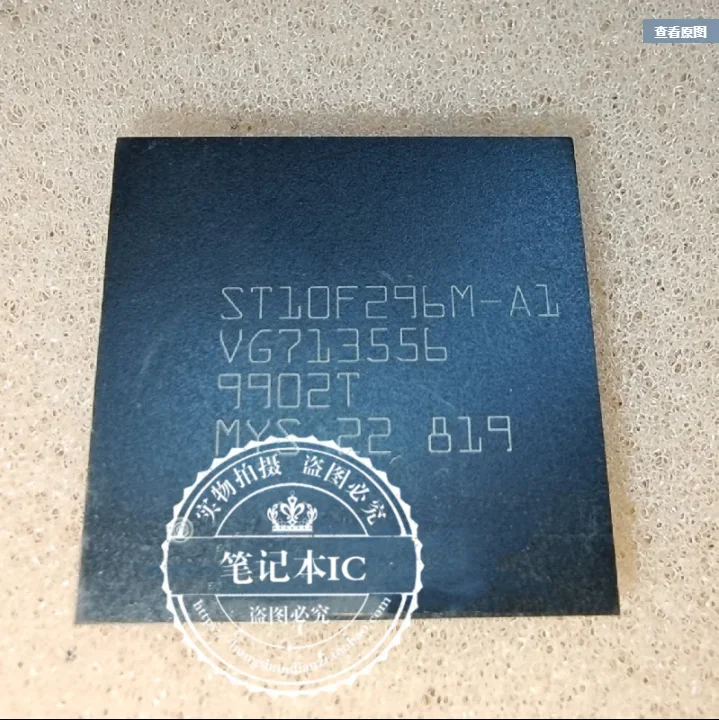 查看原图
ST10F296M-A1
VG713556
9902T
MYS 22 819
实物拍摄 盗图必究
笔记本IC
盗图必究